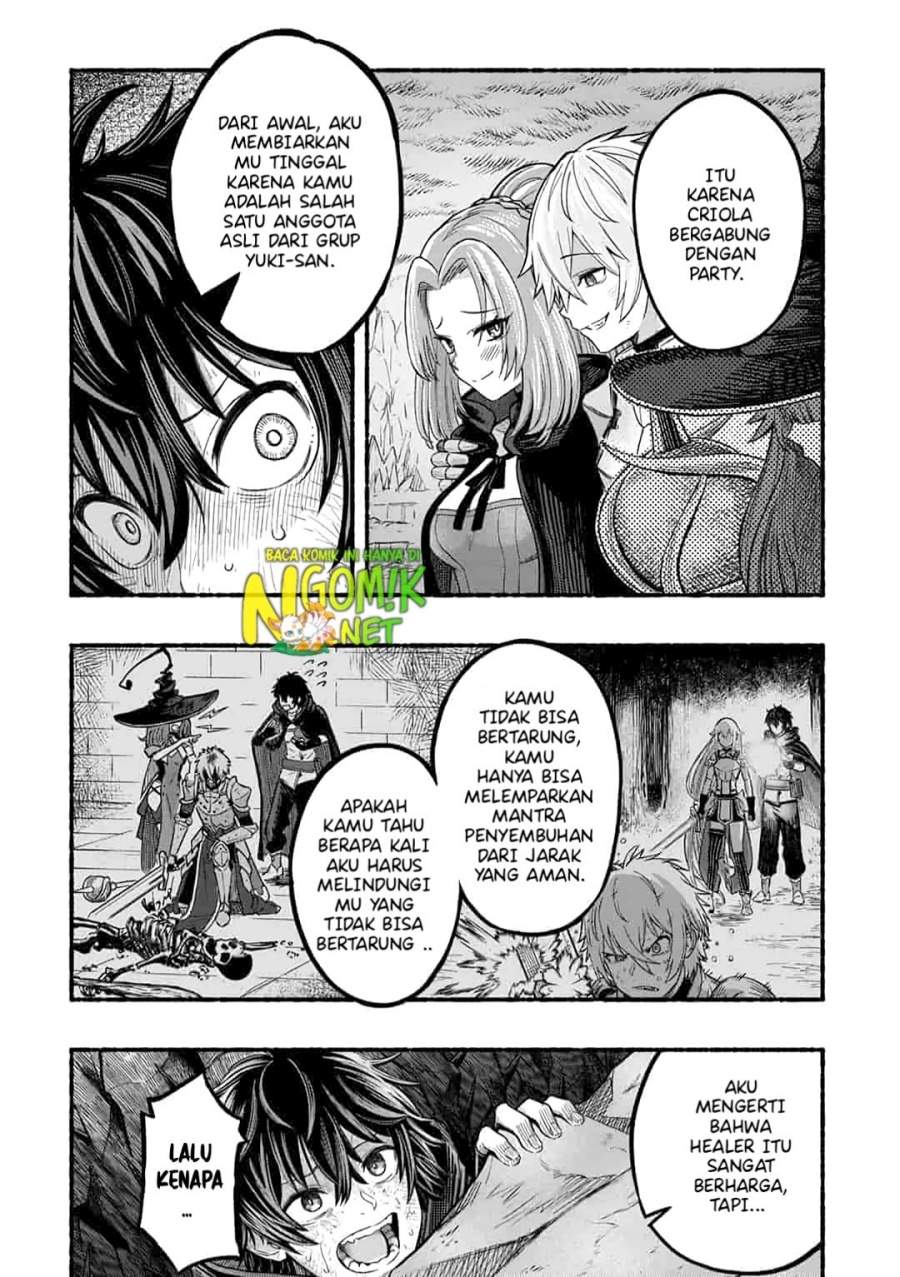 ITU
KARENA
CRIOLA
BERGABUNG
DENGAN
PARTY.
DARI AWAL, AKU
MEMBIARKAN
MU TINGGAL
KARENA KAMU
ADALAH SALAH
SATU ANGGOTA
ASLI DARI GRUP
YUKI-SAN.
BACA KOMIK INI HANYA DI
NGOMIK
.NET
KAMU
TIDAK BISA
BERTARUNG,
KAMU
HANYA BISA
MELEMPARKAN
MANTRA
PENYEMBUHAN
DARI JARAK
YANG AMAN.
APAKAH
KAMU TAHU
BERAPA KALI
AKU HARUS
MELINDUNGI
MU YANG
TIDAK BISA
BERTARUNG ..
AKU
MENGERTI
BAHWA
HEALER ITU
SANGAT
BERHARGA,
TAPI...
LALU
KENAPA
...